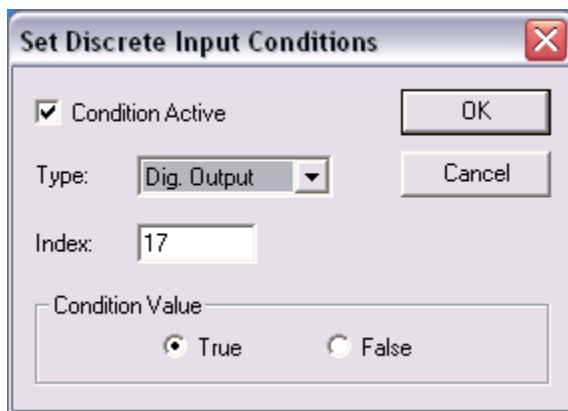 Set Discrete Input Conditions
Condition Active
OK
Type: Dig. Output
Cancel
Index: 17
Condition Value
True False